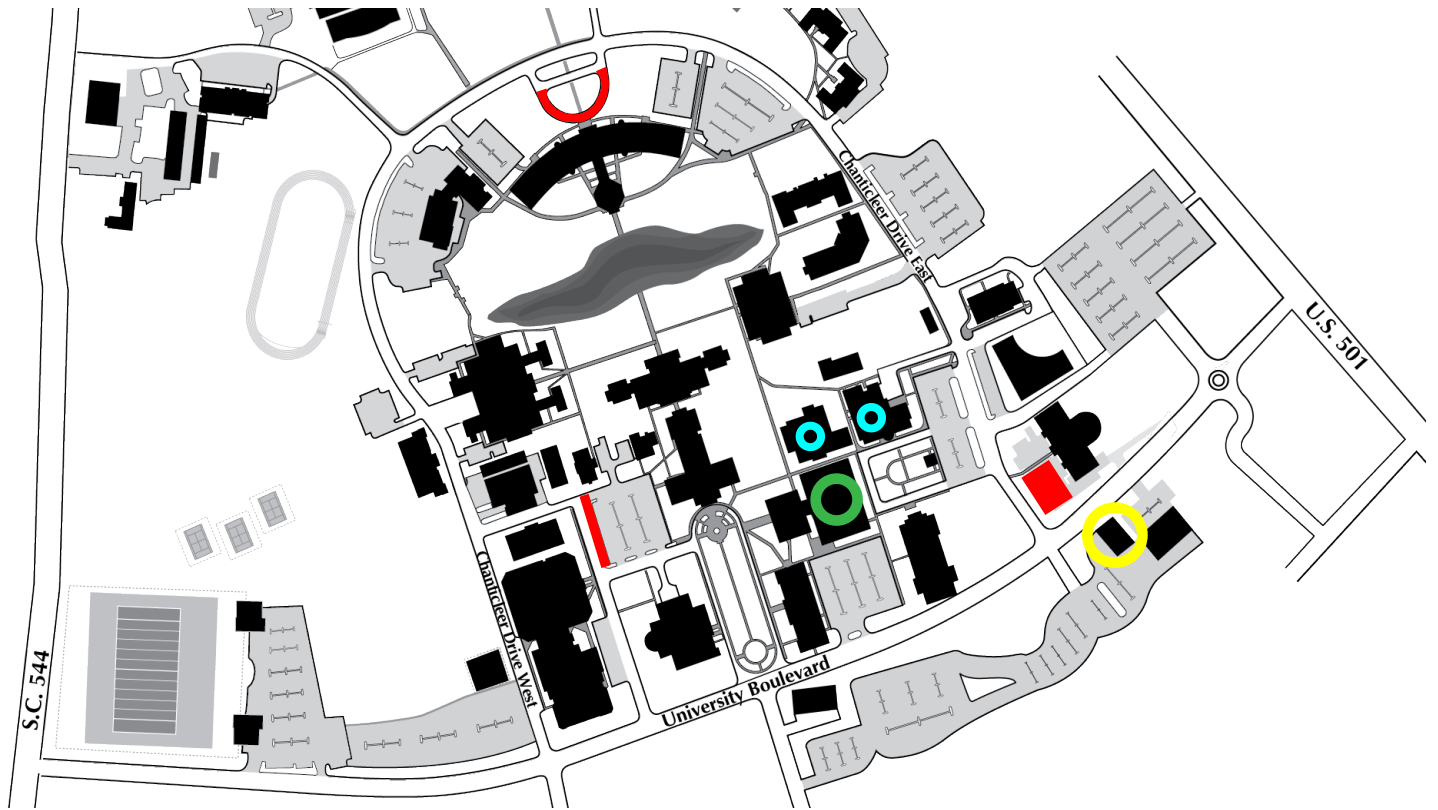 Chanticleer Drive East
U.S. 501
Chanticleer Drive West
S.C. 544
University Boulevard